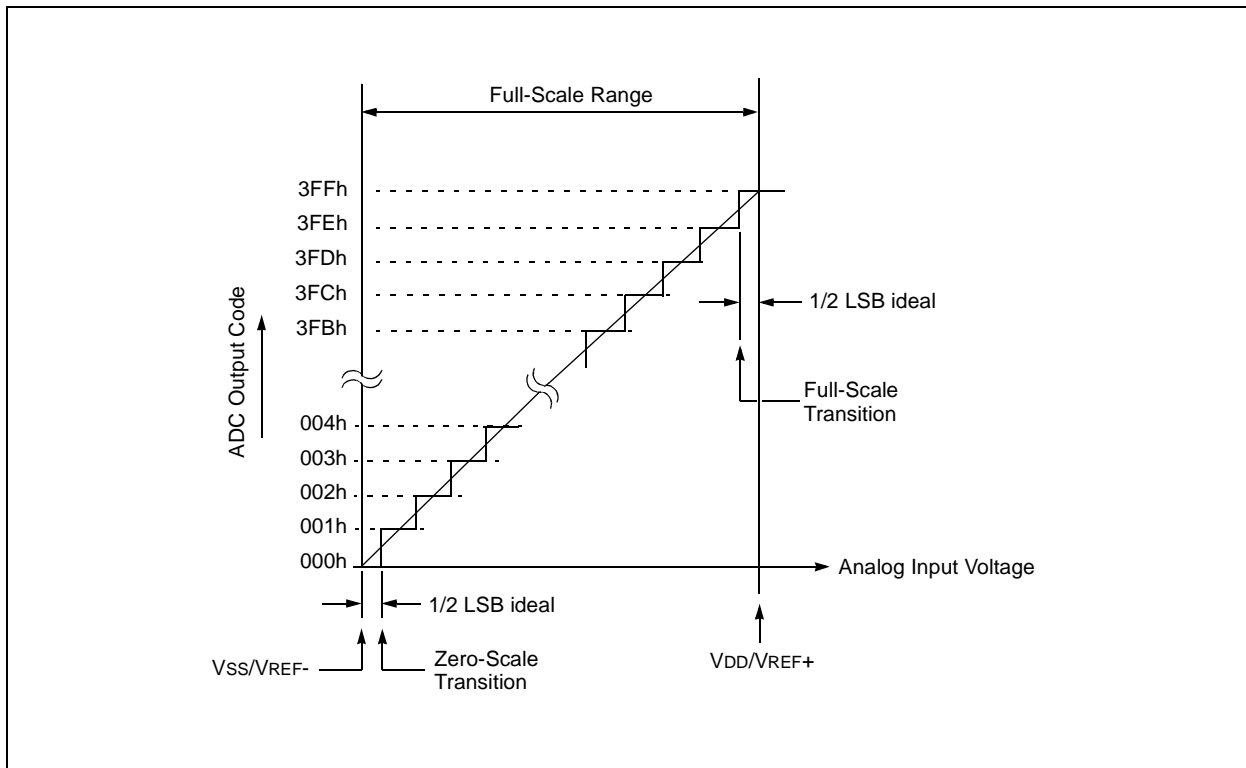 Full-Scale Range
3FFh
3FEh
3FDh
3FCh
3FBh
1/2 LSB ideal
ADC Output Code
Full-Scale
Transition
004h
003h
002h
001h
000h
Analog Input Voltage
1/2 LSB ideal
VSS/VREF-
Zero-Scale
Transition
VDD/VREF+